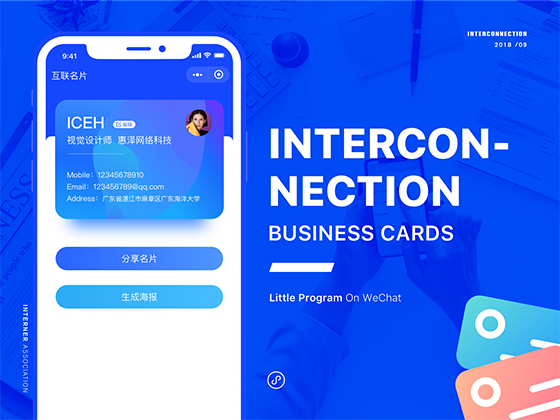 9:41
互联名片
ICEH
编辑
视觉设计师 惠泽网络科技
Mobile：12345678910
Email：123456789@qq.com
Address：广东省湛江市麻章区广东海洋大学
分享名片
生成海报
INTERNER ASSOCIATION
INTERCONNECTION
2018 /09
INTERCON-
NECTION
BUSINESS CARDS
Little Program On WeChat